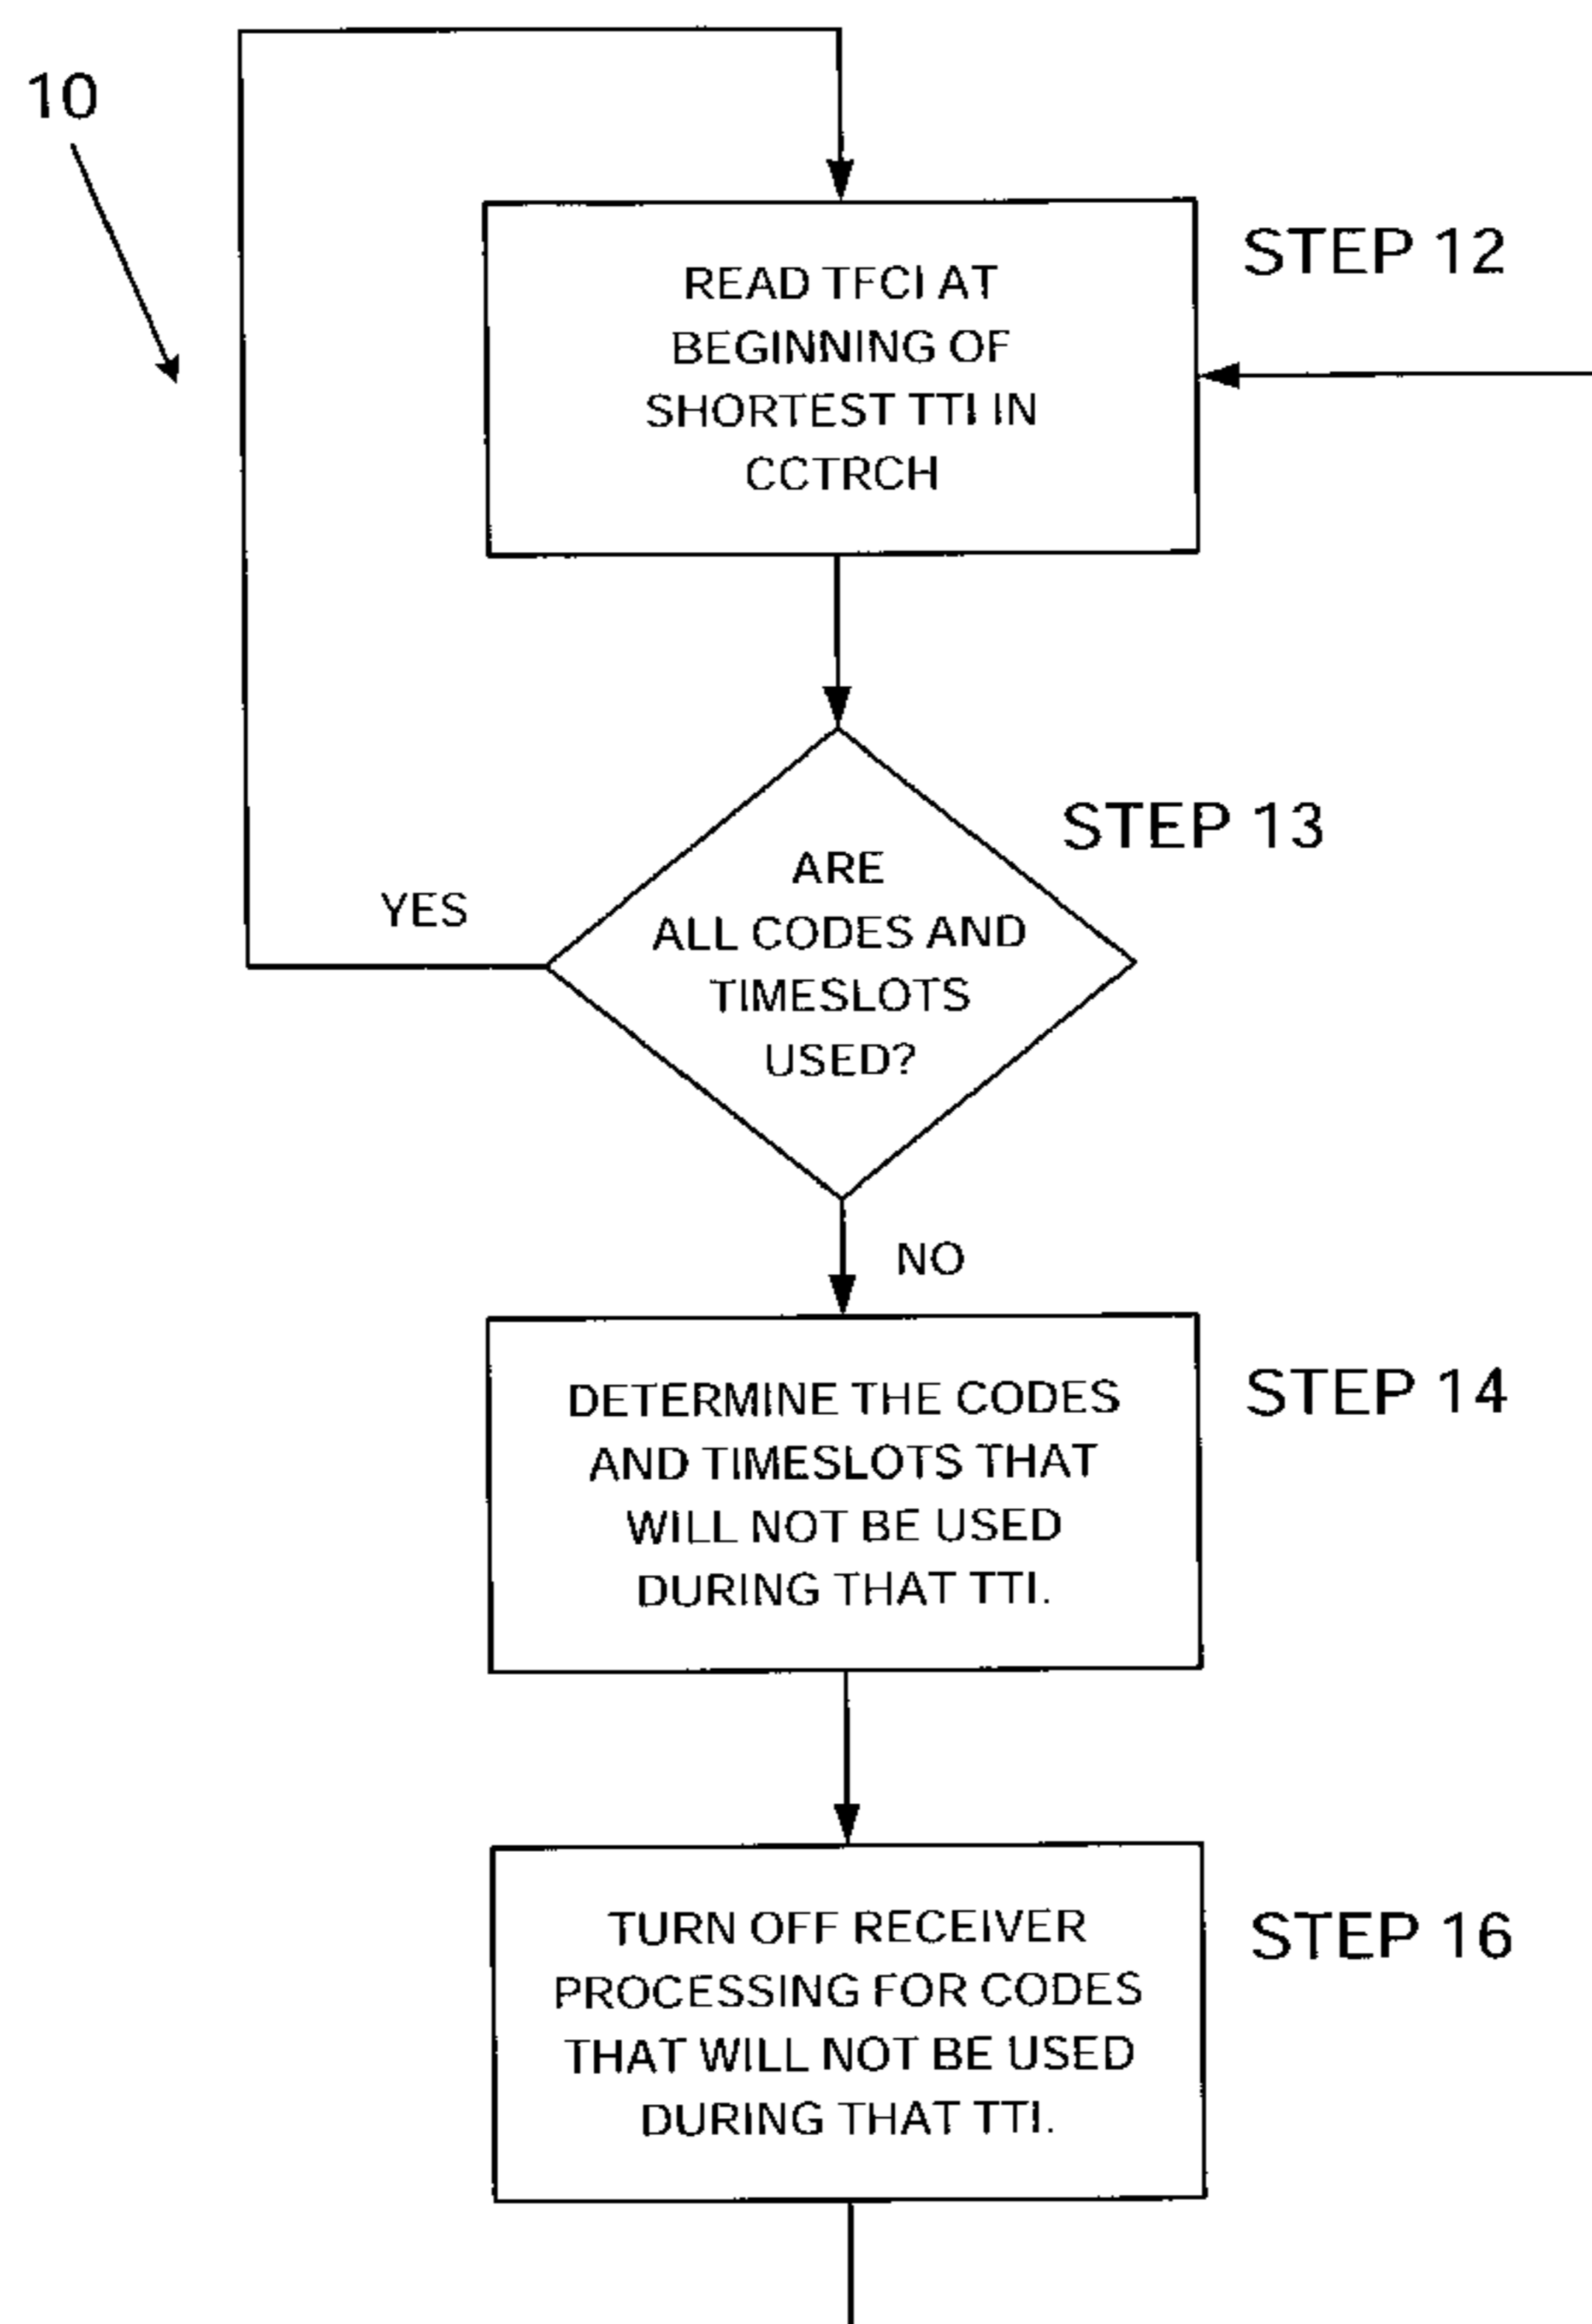 10
READ TFCI AT
BEGINNING OF
SHORTEST TTI IN
CCTRCH
STEP 12
ARE
ALL CODES AND
TIMESLOTS
USED?
STEP 13
YES
NO
DETERMINE THE CODES
AND TIMESLOTS THAT
WILL NOT BE USED
DURING THAT TTI.
STEP 14
TURN OFF RECEIVER
PROCESSING FOR CODES
THAT WILL NOT BE USED
DURING THAT TTI.
STEP 16